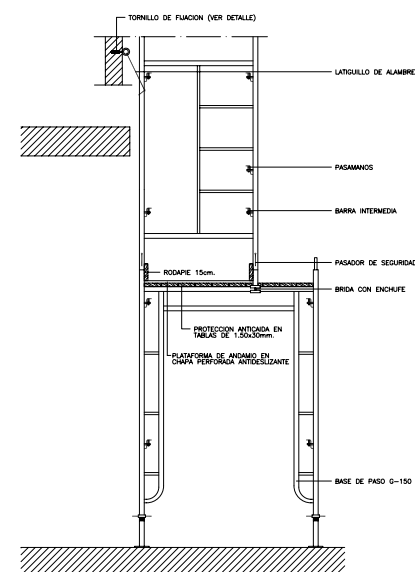 TORNILLO DE FIJACION (VER DETALLE)
LATIGUILLO DE ALAMBRE
PASAMANOS
BARRA INTERMEDIA
PASADOR DE SEGURIDAD
RODAPIE 15cm.
BRIDA CON ENCHUFE
PROTECCION ANTICAIDA EN
TABLAS DE 1.50x30mm.
PLATAFORMA DE ANDAMIO EN
CHAPA PERFORADA ANTIDESLIZANTE
BASE DE PASO G-150